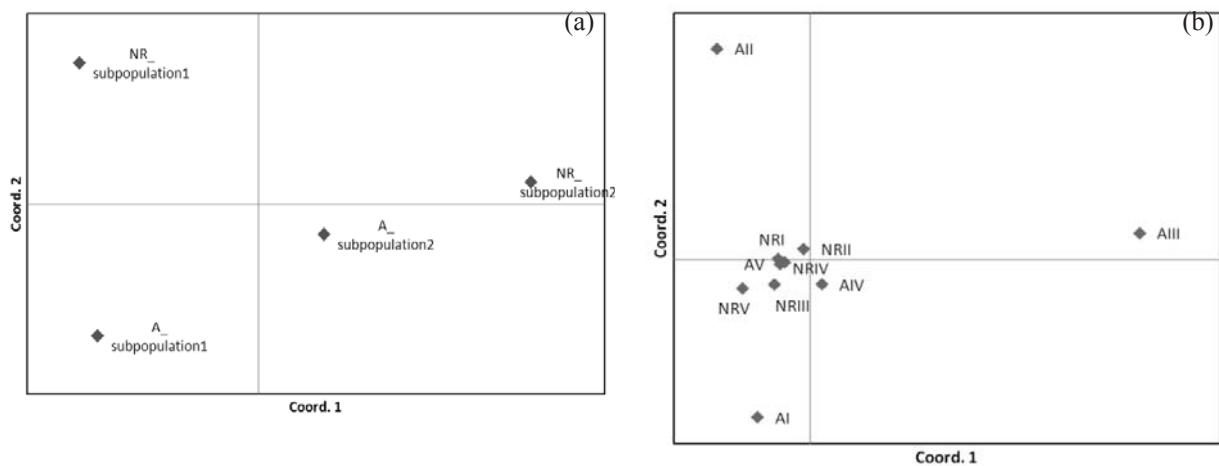 (a)
NR_
subpopulation1
NR_
subpopulation2
A_
subpopulation2
A_
subpopulation1
Coord. 2
Coord. 1
(b)
AII
AIII
NRI
NRII
AV
NRIV
AIV
NRV
NRIII
AI
Coord. 2
Coord. 1